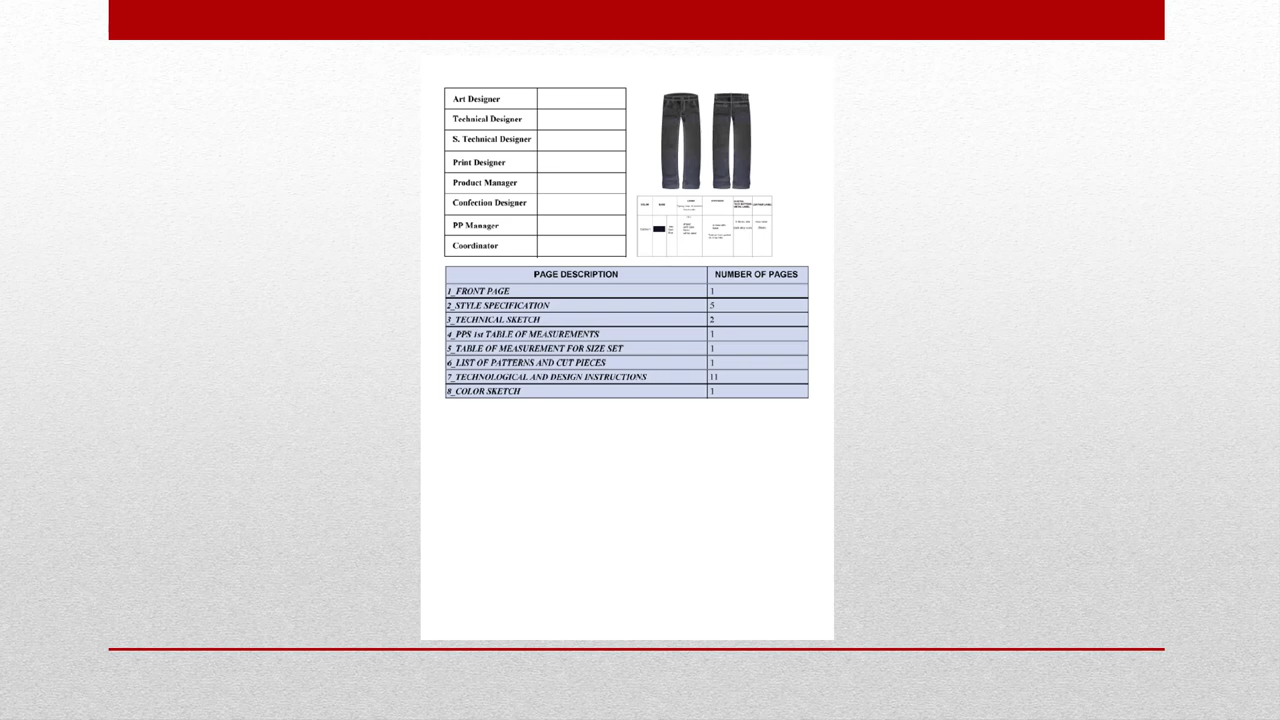 Art Designer
Technical Designer
S. Technical Designer
Print Designer
Product Manager
Confection Designer
PP Manager
Coordinator
PAGE DESCRIPTION NUMBER OF PAGES
1_FRONT PAGE 1
2_STYLE SPECIFICATION 5
3_TECHNICAL SKETCH 2
4_PPS 1st TABLE OF MEASUREMENTS 1
5_TABLE OF MEASUREMENT FOR SIZE SET 1
6_LIST OF PATTERNS AND CUT PIECES 1
7_TECHNOLOGICAL AND DESIGN INSTRUCTIONS 11
8_COLOR SKETCH 1